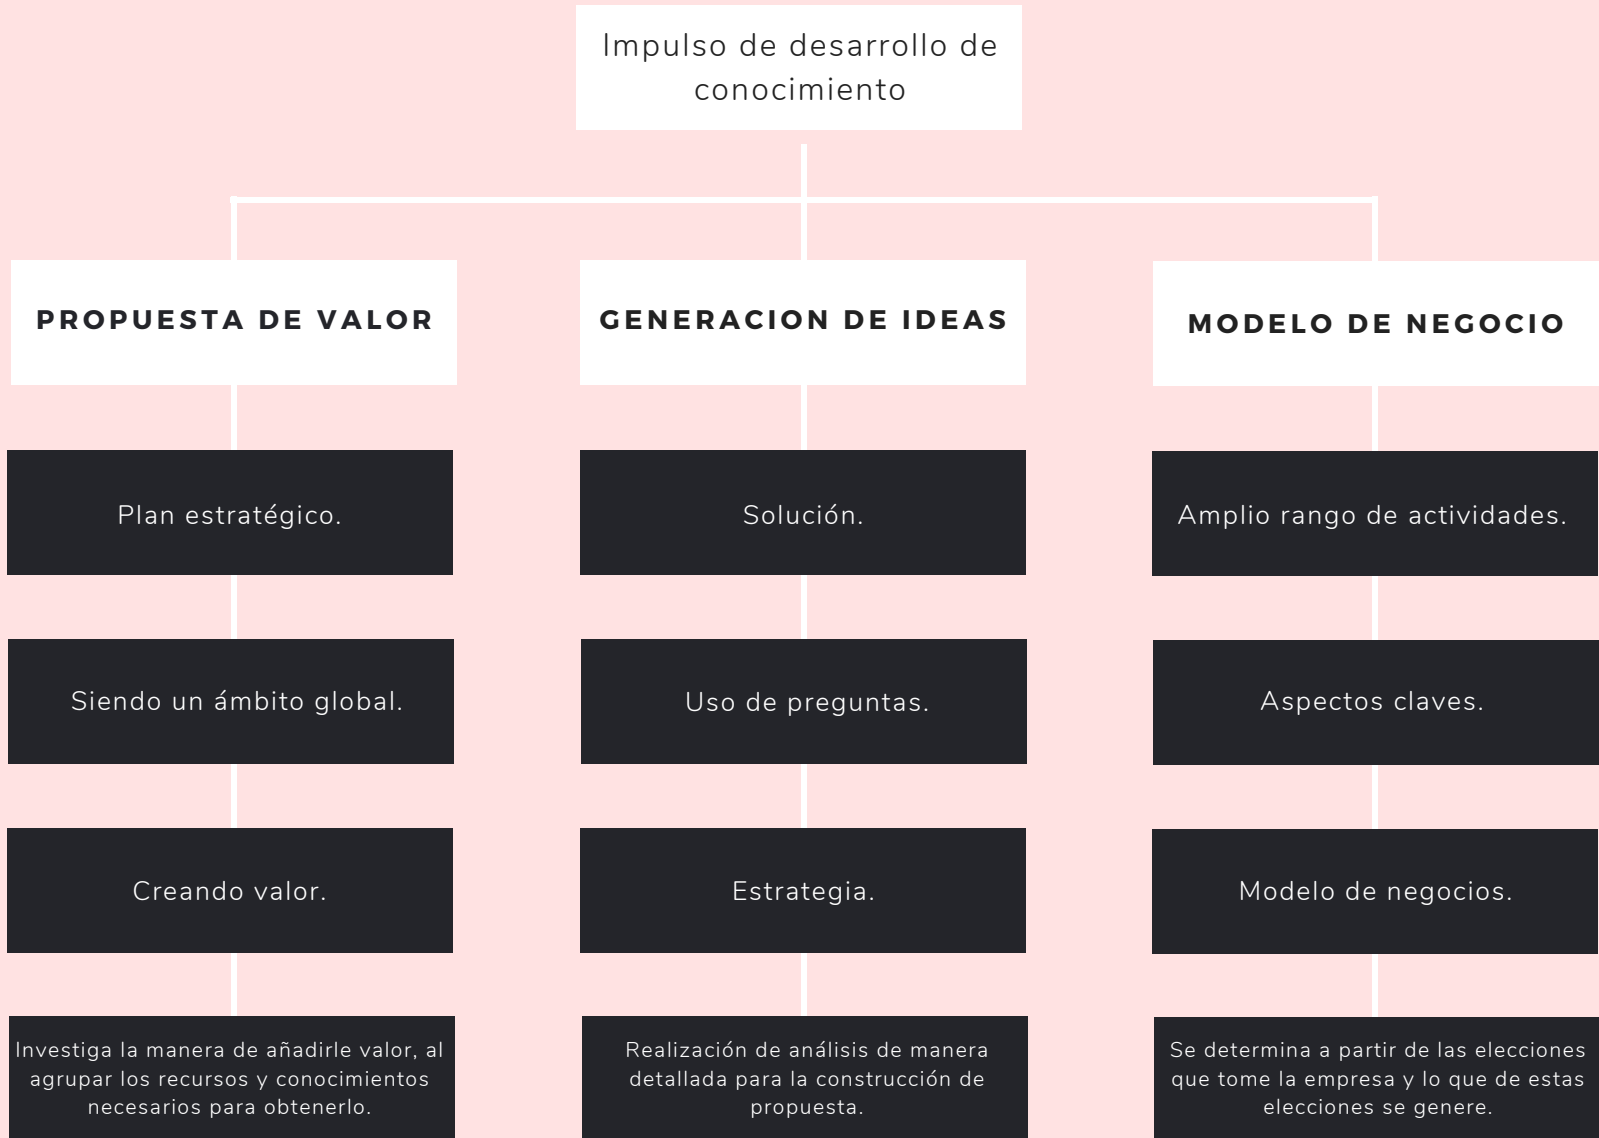 Impulso de desarrollo de
conocimiento
PROPUESTA DE VALOR
Plan estratégico.
Siendo un ámbito global.
Creando valor.
Investiga la manera de añadirle valor, al
agrupar los recursos y conocimientos
necesarios para obtenerlo.
GENERACION DE IDEAS
Solución.
Uso de preguntas.
Estrategia.
Realización de análisis de manera
detallada para la construcción de
propuesta.
MODELO DE NEGOCIO
Amplio rango de actividades.
Aspectos claves.
Modelo de negocios.
Se determina a partir de las elecciones
que tome la empresa y lo que de estas
elecciones se genere.